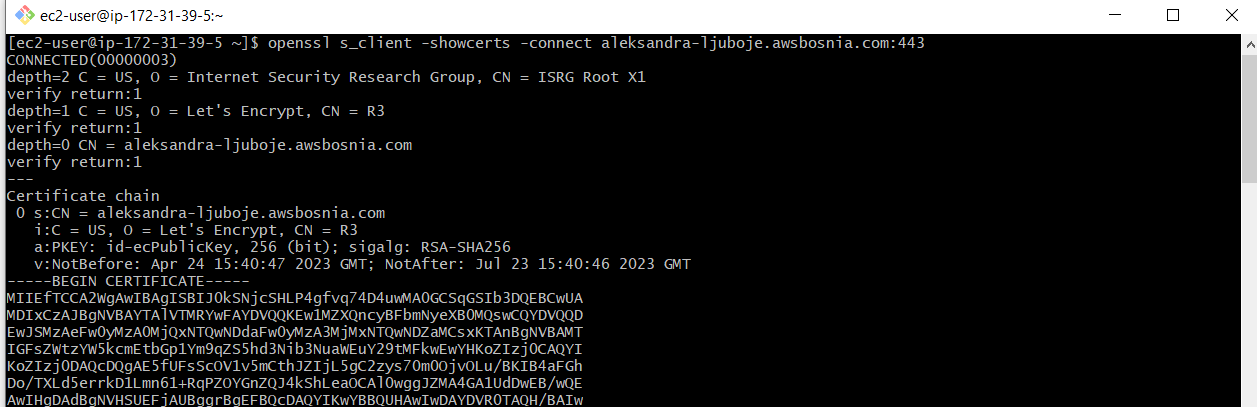 ec2-user@ip-172-31-39-5:~
[ec2-user@ip-172-31-39-5 ~]$ openssl s_client -showcerts -connect aleksandra-ljuboje.awsbosnia.com:443
CONNECTED(00000003)
depth=2 C = US, O = Internet Security Research Group, CN = ISRG Root X1
verify return:1
depth=1 C = US, O = Let's Encrypt, CN = R3
verify return:1
depth=0 CN = aleksandra-ljuboje.awsbosnia.com
verify return:1
---
Certificate chain
 0 s:CN = aleksandra-ljuboje.awsbosnia.com
   i:C = US, O = Let's Encrypt, CN = R3
   a:PKEY: id-ecPublicKey, 256 (bit); sigalg: RSA-SHA256
   v:NotBefore: Apr 24 15:40:47 2023 GMT; NotAfter: Jul 23 15:40:46 2023 GMT
-----BEGIN CERTIFICATE-----
MIIEfTCCA2WgAwIBAgISBIJ0kSNjcSHLP4gfvq74D4uwMA0GCSqGSIb3DQEBCwUA
MDIxCzAJBgNVBAYTAlVTMRYwFAYDVQQKEw1MZXQncyBFbmNyeXB0MQswCQYDVQQD
EwJSMzAeFw0yMzA0MjQxNTQwNDdaFw0yMzA3MjMxNTQwNDZaMCsxKTAnBgNVBAMT
IGFsZWtzYW5kcmEtbGp1Ym9qZS5hd3Nib3NuaWEuY29tMFkwEwYHKoZIzj0CAQYI
KoZIzj0DAQcDQgAE5fUFsScOV1v5mCthJZIjL5gC2zys70m0OjvOLu/BKIB4aFGh
Do/TXLd5errkD1Lmn61+RqPZOYGnZQJ4kShLeaOCAl0wggJZMA4GA1UdDwEB/wQE
AwIHgDAdBgNVHSUEFjAUBggrBgEFBQcDAQYIKwYBBQUHAwIwDAYDVR0TAQH/BAIw